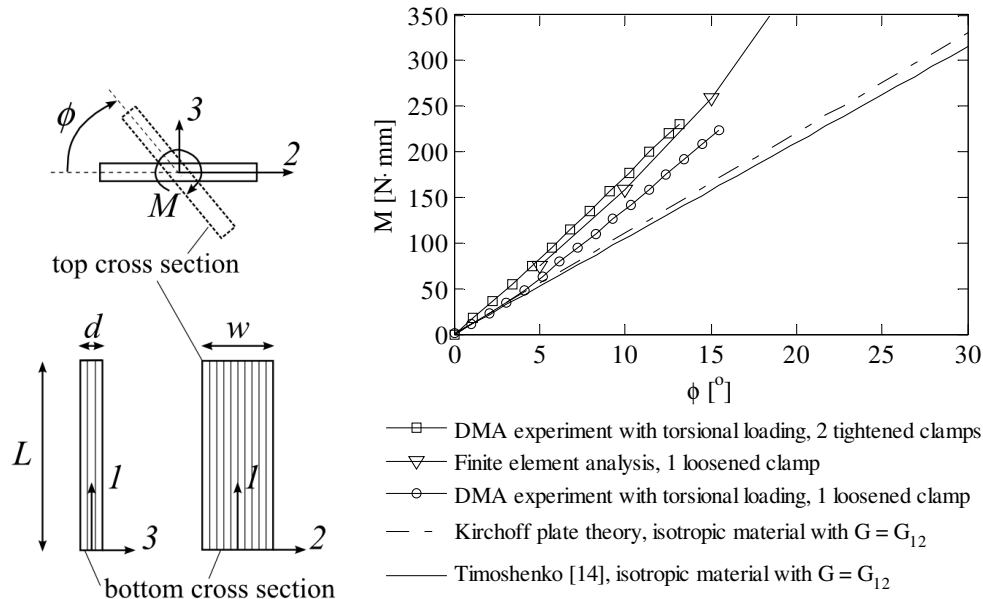 ϕ
3
2
M
top cross section
d
w
L
1
1
3
2
bottom cross section
M [N· mm]
350
300
250
200
150
100
50
0
0
5
10
15
20
25
30
ϕ [°]
DMA experiment with torsional loading, 2 tightened clamps
Finite element analysis, 1 loosened clamp
DMA experiment with torsional loading, 1 loosened clamp
Kirchoff plate theory, isotropic material with G = G₁₂
Timoshenko [14], isotropic material with G = G₁₂